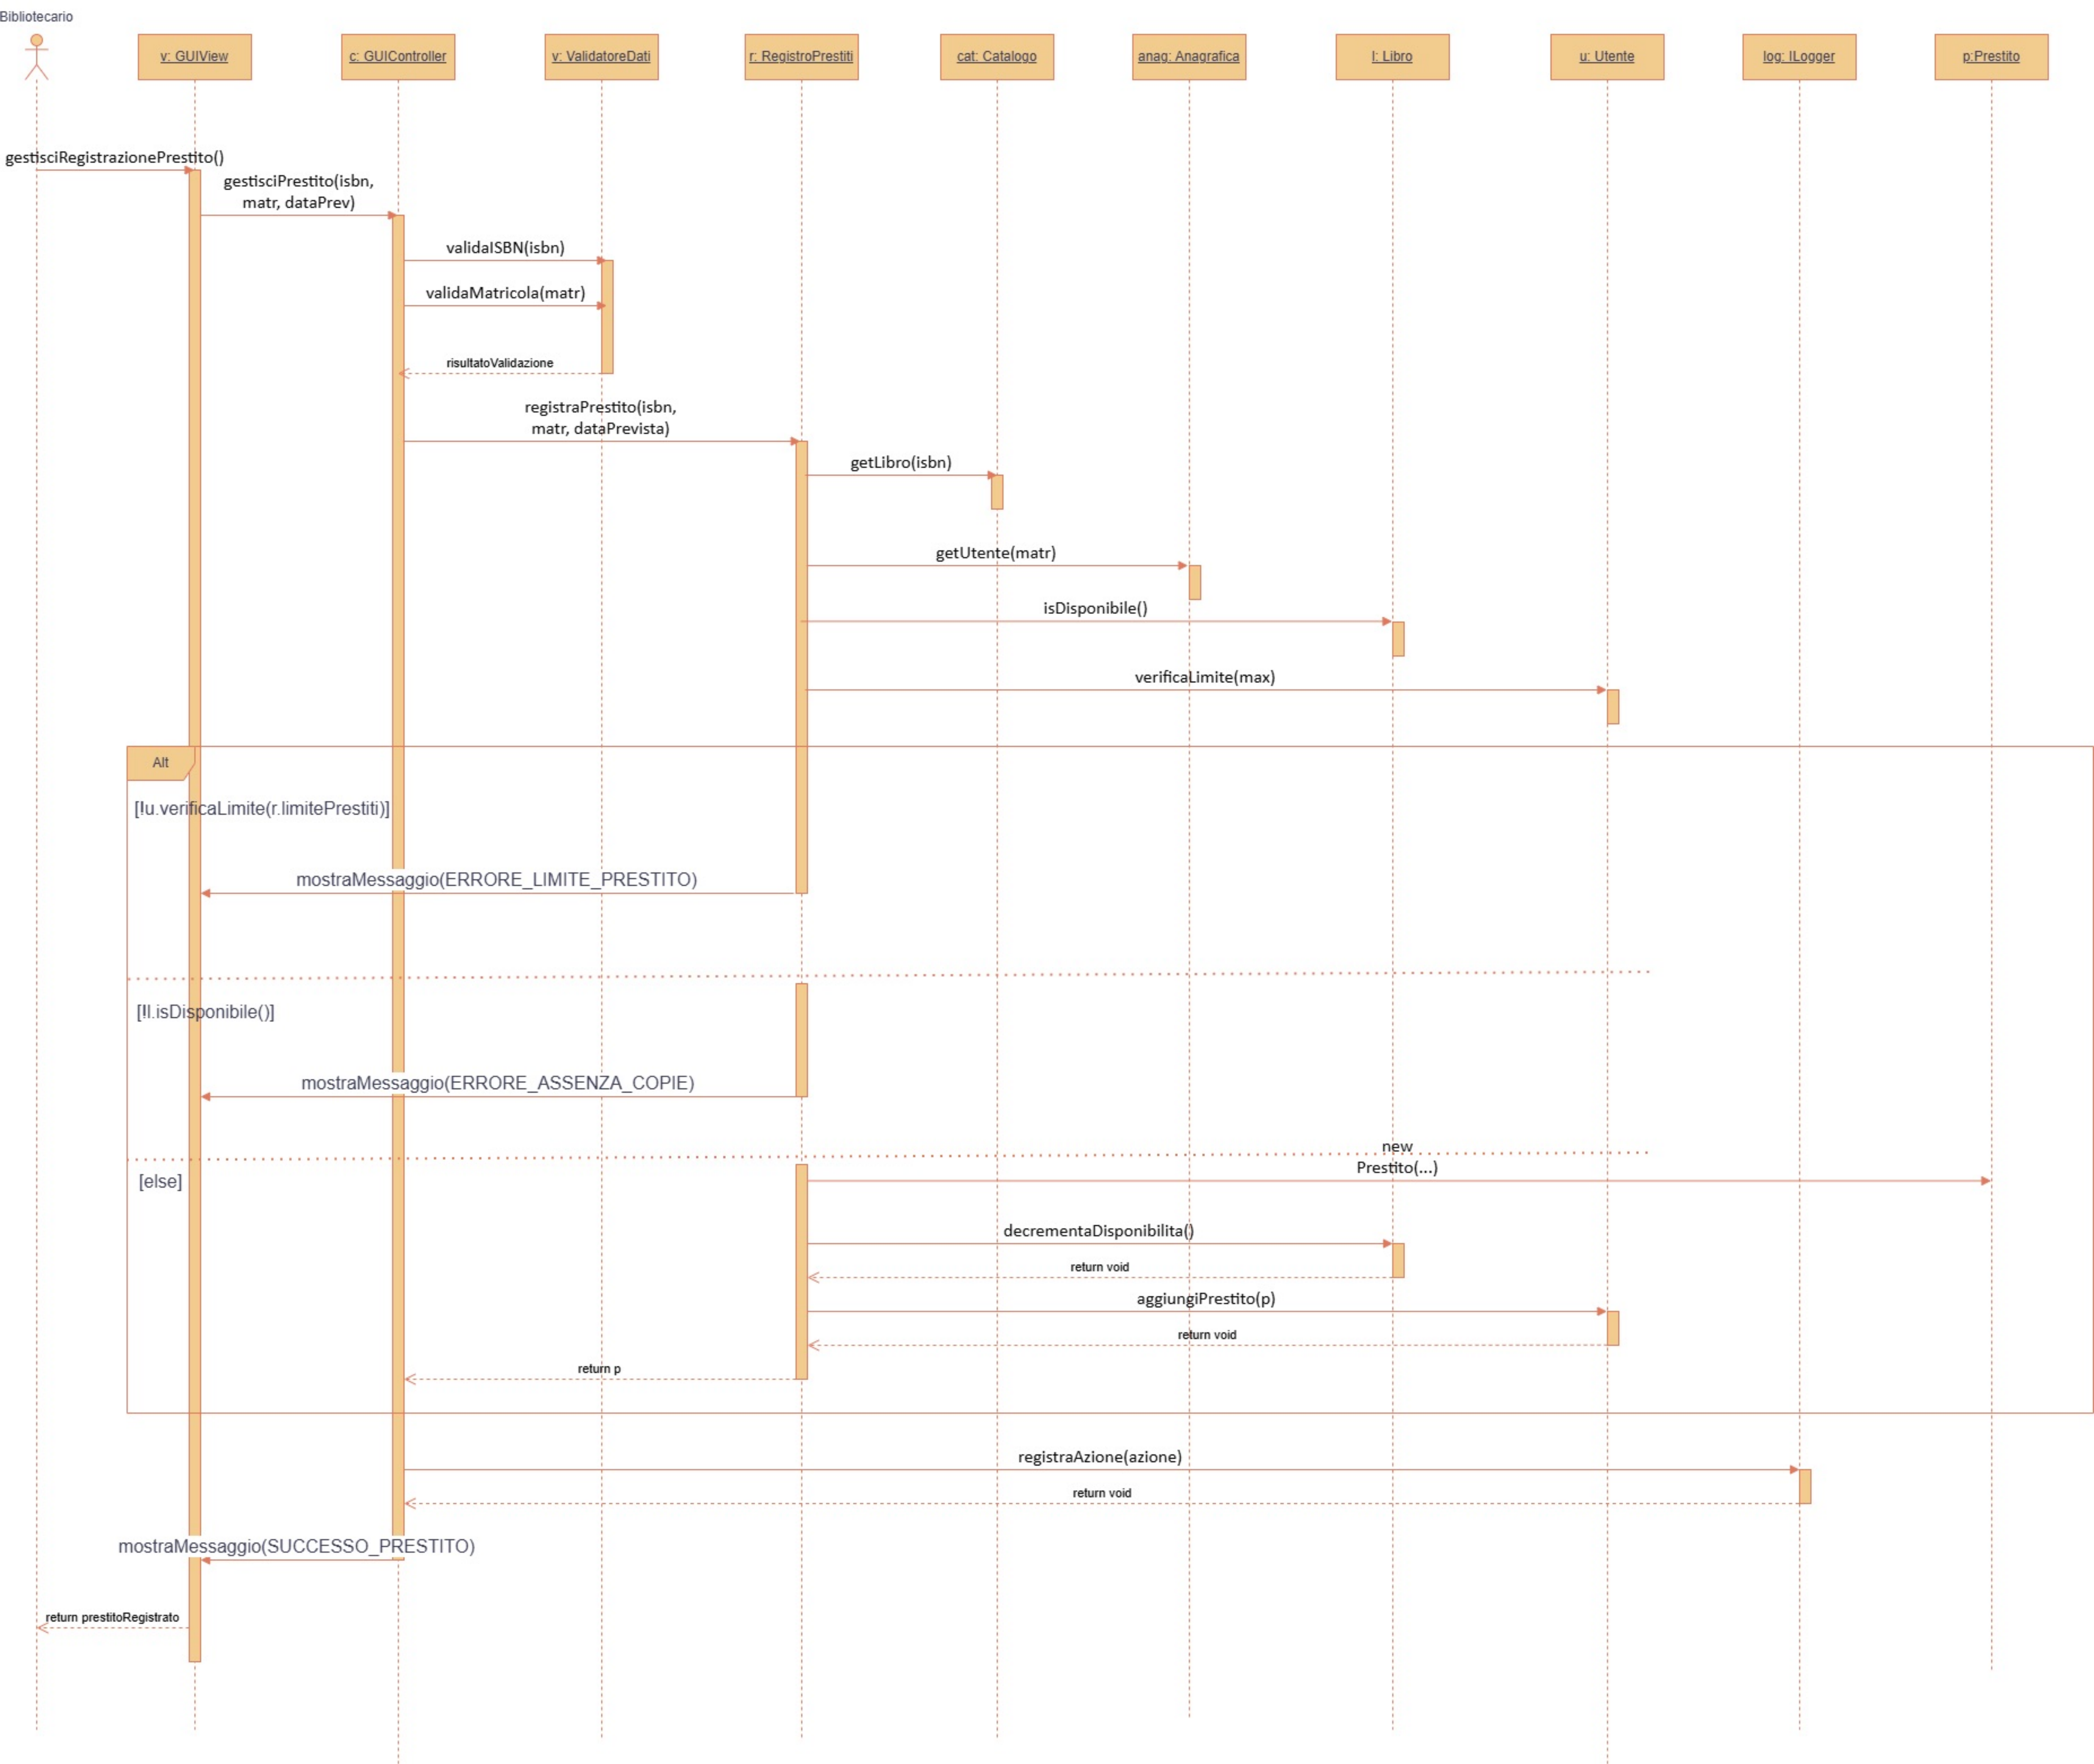 Bibliotecario
v: GUIView
c: GUIController
v: ValidatoreDati
r: RegistroPrestiti
cat: Catalogo
anag: Anagrafica
l: Libro
u: Utente
log: ILogger
p:Prestito
gestisciRegistrazionePrestito()
gestisciPrestito(isbn,
matr, dataPrev)
validaISBN(isbn)
validaMatricola(matr)
risultatoValidazione
registraPrestito(isbn,
matr, dataPrevista)
getLibro(isbn)
getUtente(matr)
isDisponibile()
verificaLimite(max)
Alt
[!u.verificaLimite(r.limitePrestiti)]
mostraMessaggio(ERRORE_LIMITE_PRESTITO)
[!l.isDisponibile()]
mostraMessaggio(ERRORE_ASSENZA_COPIE)
new
Prestito(...)
[else]
decrementaDisponibilita()
return void
aggiungiPrestito(p)
return void
return p
registraAzione(azione)
return void
mostraMessaggio(SUCCESSO_PRESTITO)
return prestitoRegistrato